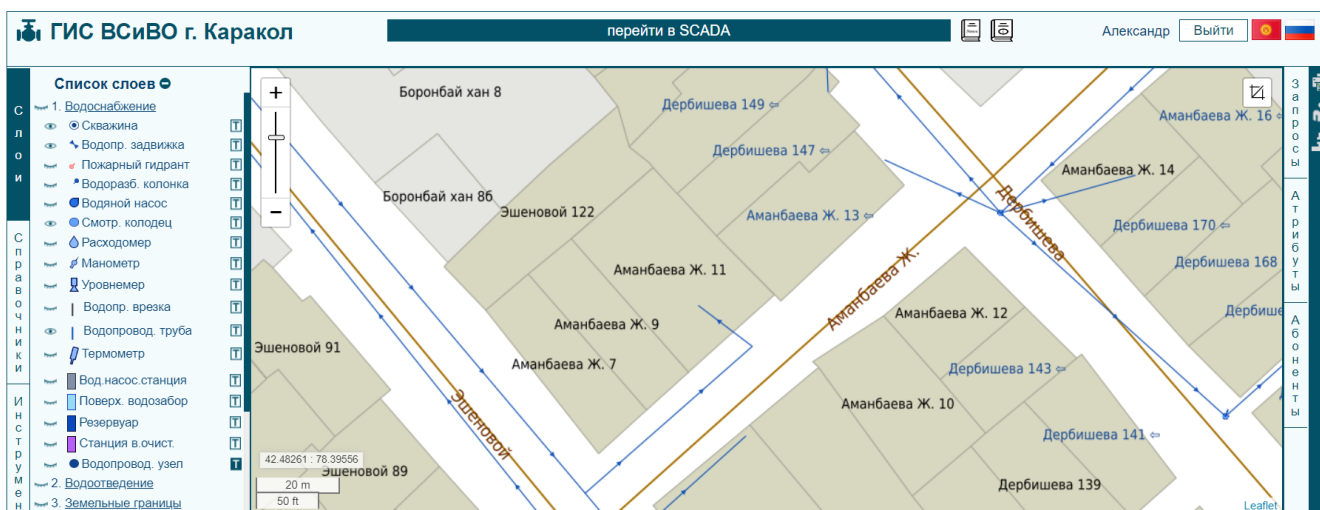 ГИС ВСиВО г. Каракол
перейти в SCADA
Александр
Выйти
Слои
Справочники
Список слоев
1. Водоснабжение
Скважина T
Водопр. задвижка T
Пожарный гидрант T
Водоразб. колонка T
Водяной насос T
Смотр. колодец T
Расходомер T
Манометр T
Уровнемер T
Водопр. врезка T
Водопровод. труба T
Термометр T
Вод.насос.станция T
Поверх. водозабор T
Резервуар T
Станция в.очист. T
Водопровод. узел T
2. Водоотведение
3. Земельные границы
Инструмен
+
−
Боронбай хан 8
Дербишева 149 ⇦
Аманбаева Ж. 16
Дербишева 147 ⇦
Аманбаева Ж. 14
Боронбай хан 8б
Эшеновой 122
Аманбаева Ж. 13 ⇦
Дербишева
Дербишева 170 ⇦
Дербишева 168
Аманбаева Ж. 11
Аманбаева Ж.
Аманбаева Ж. 12
Дербише
Аманбаева Ж. 9
Эшеновой 91
Аманбаева Ж. 7
Дербишева 143 ⇦
Эшеновой
Аманбаева Ж. 10
Дербишева 141 ⇦
42.48261 : 78.39556
Эшеновой 89
20 m
50 ft
Дербишева 139
Leaflet
Запросы
Атрибуты
Абоненты